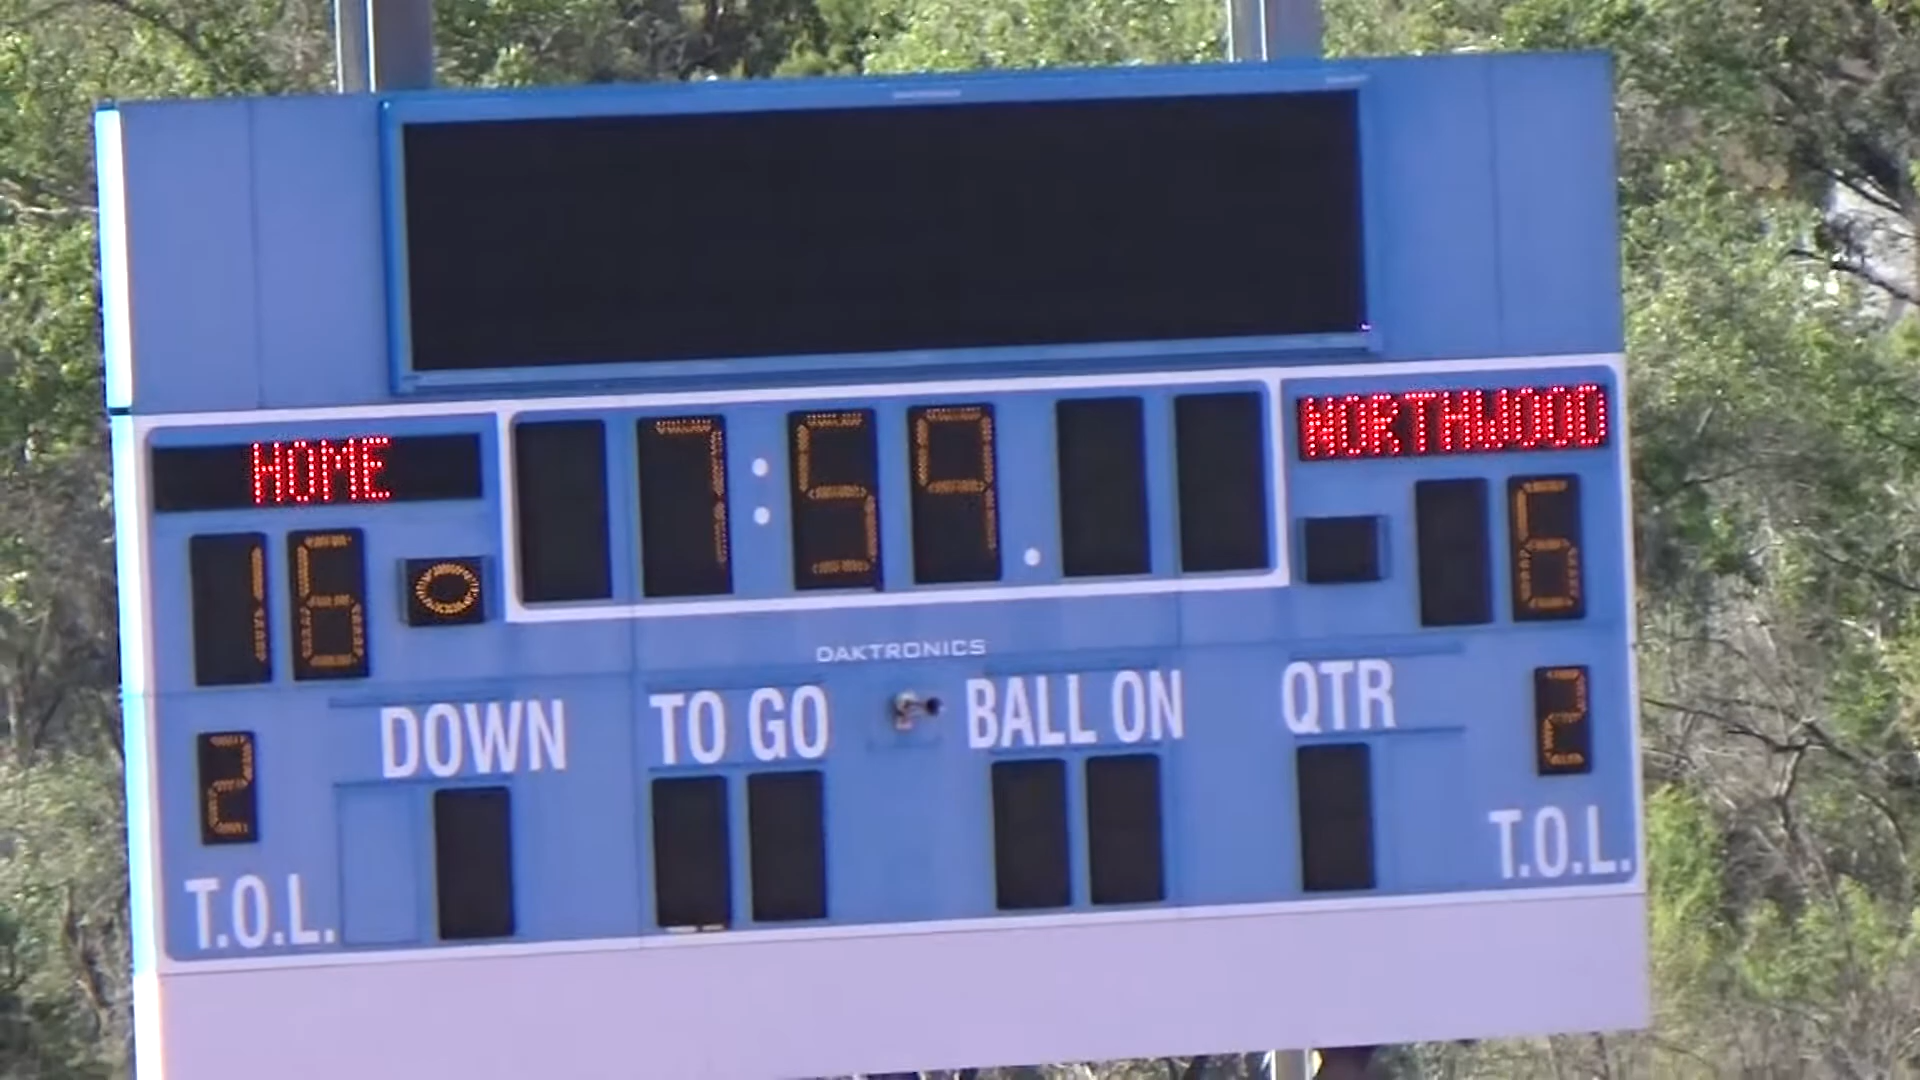 HOME
7:59.
NORTHWOOD
16
6
DAKTRONICS
DOWN
TO GO
BALL ON
QTR
2
2
T.O.L.
T.O.L.